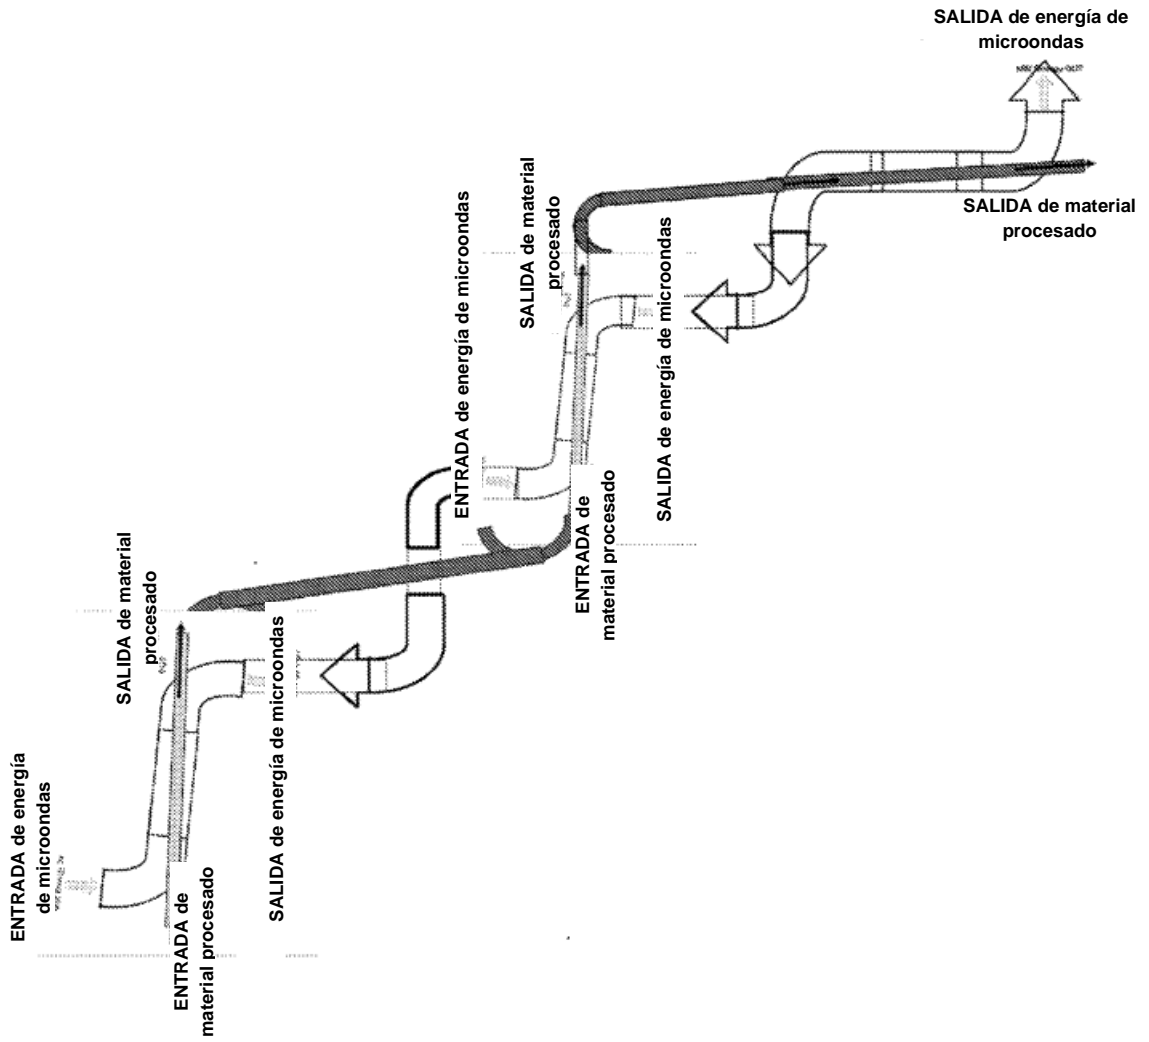 SALIDA de energía de
microondas
SALIDA de material
procesado
ENTRADA de energía de microondas
SALIDA de material
procesado
SALIDA de energía de microondas
ENTRADA de
material procesado
SALIDA de material
procesado
SALIDA de energía de microondas
ENTRADA de energía
de microondas
ENTRADA de
material procesado